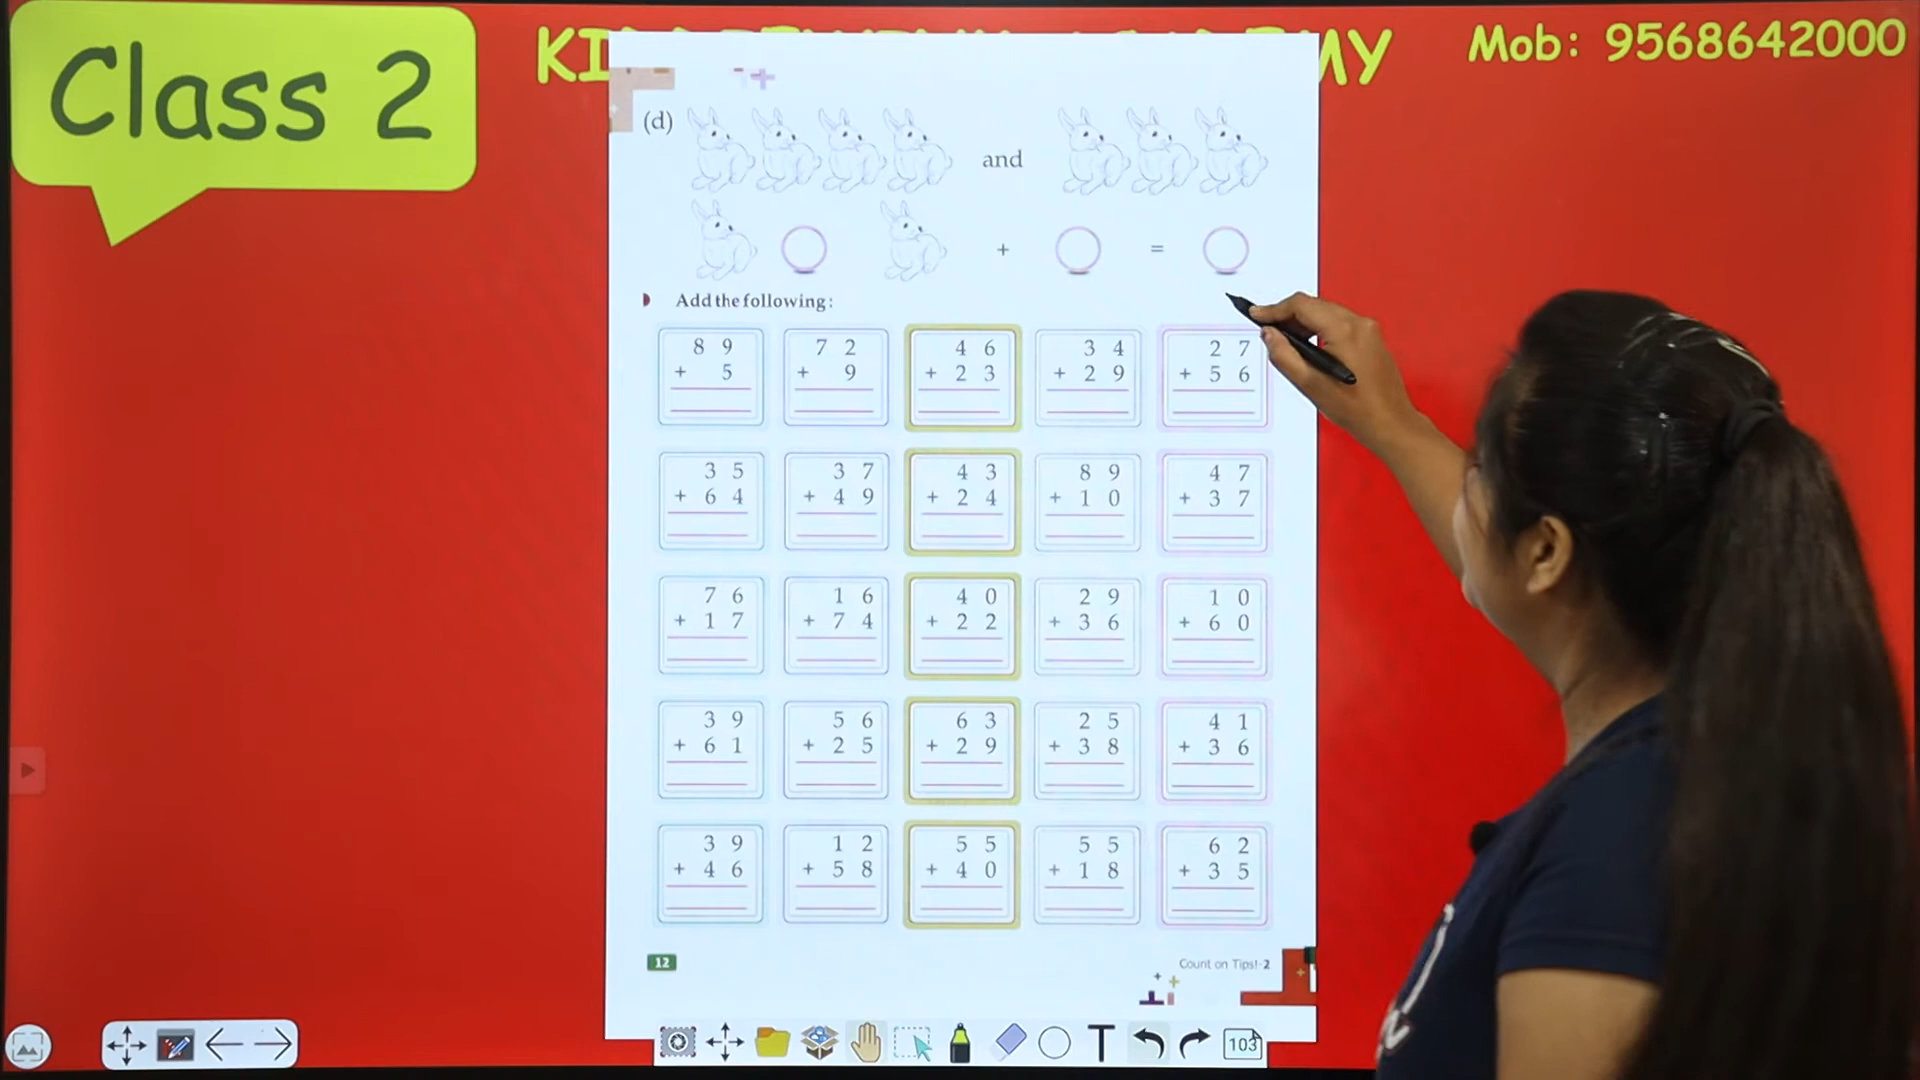 Class 2
Mob: 9568642000
(d)
and
+ =
Add the following:
8 9 7 2 4 6 3 4 2 7
+ 5 + 9 + 2 3 + 2 9 + 5 6
3 5 3 7 4 3 8 9 4 7
+ 6 4 + 4 9 + 2 4 + 1 0 + 3 7
7 6 1 6 4 0 2 9 1 0
+ 1 7 + 7 4 + 2 2 + 3 6 + 6 0
3 9 5 6 6 3 2 5 4 1
+ 6 1 + 2 5 + 2 9 + 3 8 + 3 6
3 9 1 2 5 5 5 5 6 2
+ 4 6 + 5 8 + 4 0 + 1 8 + 3 5
12
Count on Tips!-2
T
103